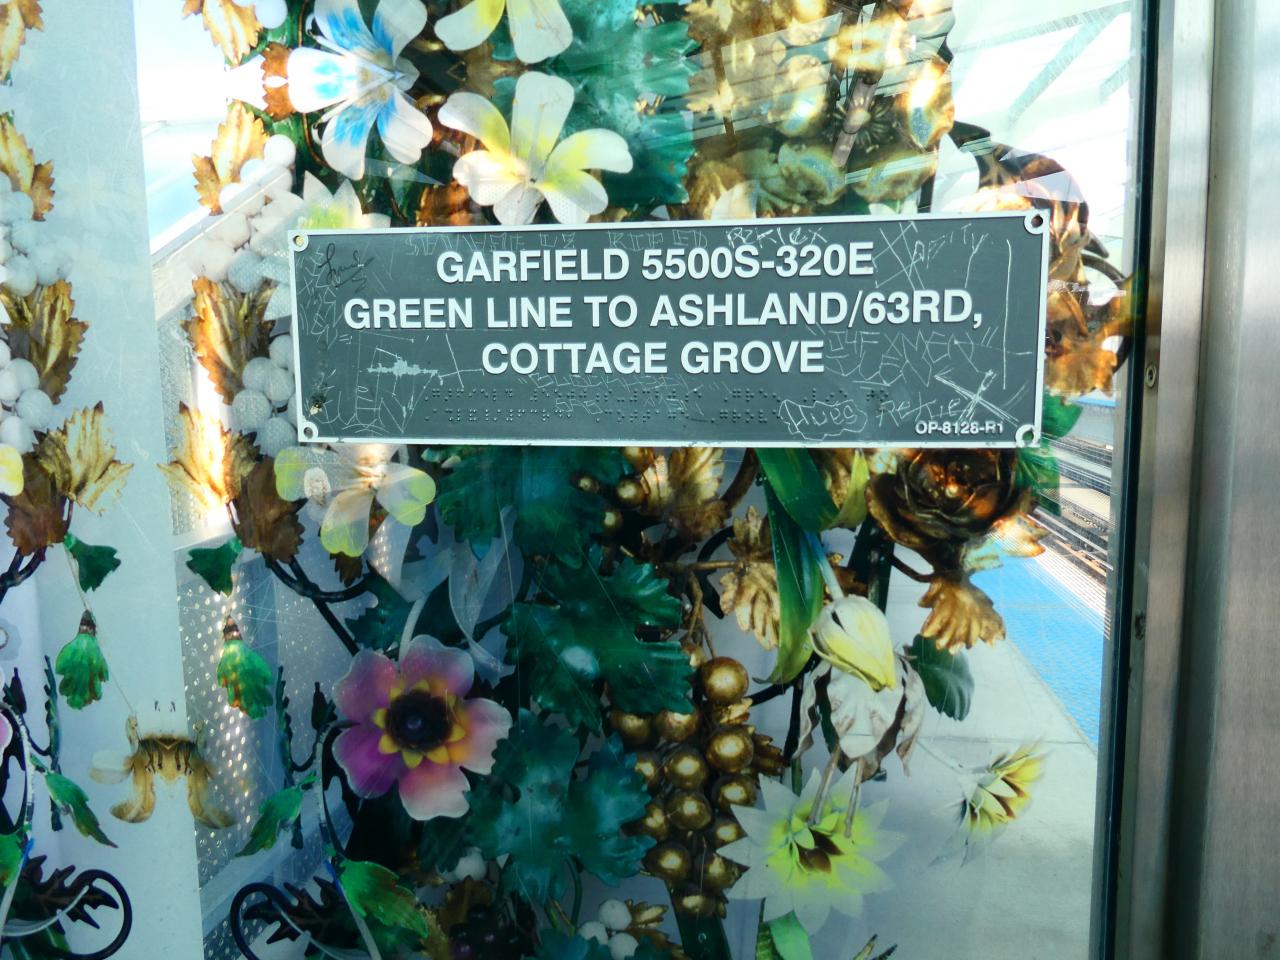 GARFIELD 5500S-320E
GREEN LINE TO ASHLAND/63RD,
COTTAGE GROVE
OP-8128-R1